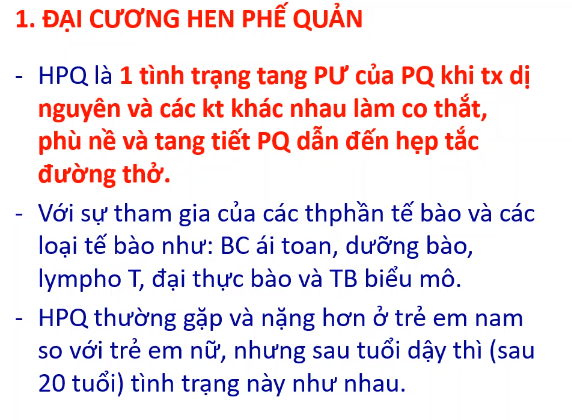 1. ĐẠI CƯƠNG HEN PHẾ QUẢN
- HPQ là 1 tình trạng tang PƯ của PQ khi tx dị
nguyên và các kt khác nhau làm co thắt,
phù nề và tang tiết PQ dẫn đến hẹp tắc
đường thở.
- Với sự tham gia của các thphần tế bào và các
loại tế bào như: BC ái toan, dưỡng bào,
lympho T, đại thực bào và TB biểu mô.
- HPQ thường gặp và nặng hơn ở trẻ em nam
so với trẻ em nữ, nhưng sau tuổi dậy thì (sau
20 tuổi) tình trạng này như nhau.